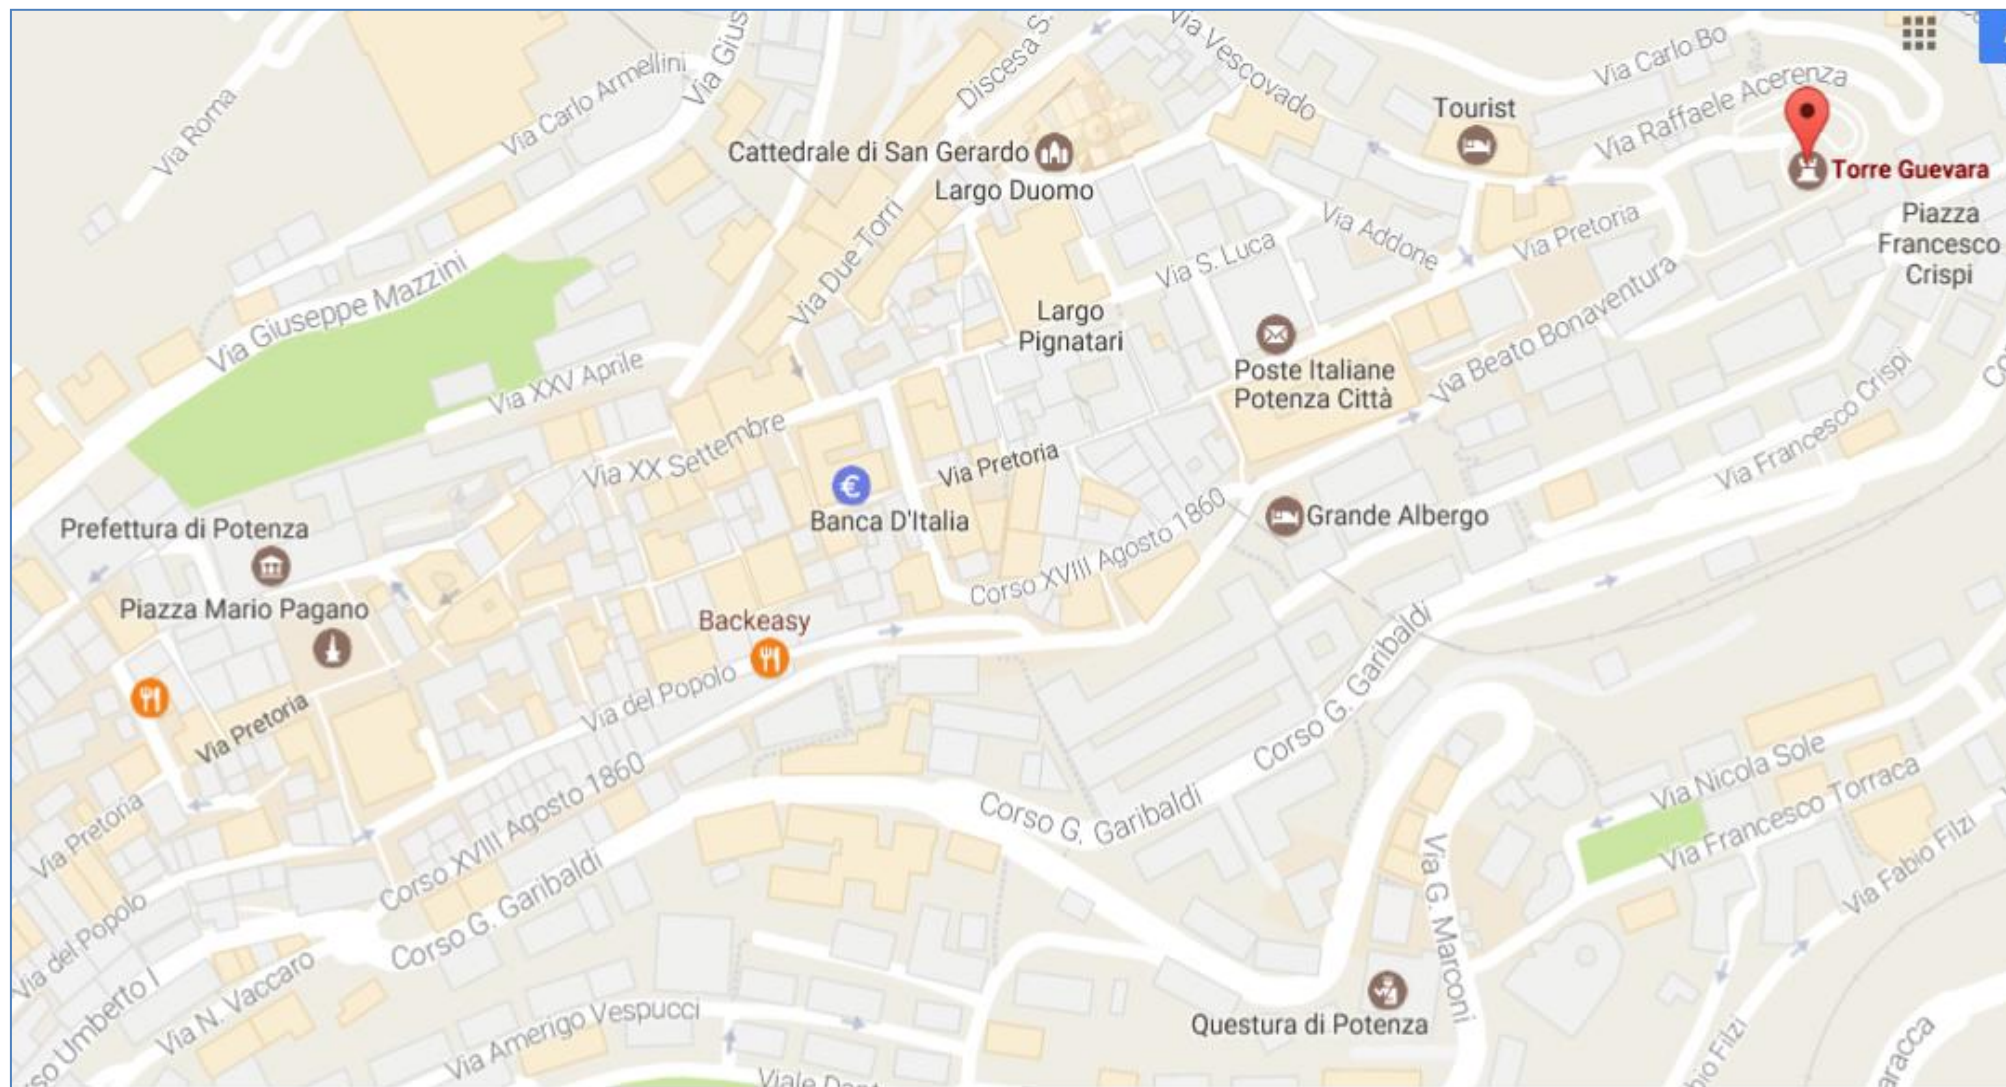 Via Roma
Via Carlo Armellini
Via Gius
Discesa S.
Via Vescovado
Via Carlo Bo
Via Raffaele Acerenza
Tourist
Cattedrale di San Gerardo
Largo Duomo
Torre Guevara
Piazza
Francesco
Crispi
Via Giuseppe Mazzini
Via Due Torri
Via S. Luca
Via Addone
Via Pretoria
Via Beato Bonaventura
Largo
Pignatari
Poste Italiane
Potenza Città
Via XXV Aprile
Via XX Settembre
Via Francesco Crispi
Banca D'Italia
Via Pretoria
Grande Albergo
Corso XVIII Agosto 1860
Prefettura di Potenza
Piazza Mario Pagano
Backeasy
Via del Popolo
Via Pretoria
Corso G. Garibaldi
Via Nicola Sole
Via Francesco Torraca
Via Fabio Filzi
Corso G. Garibaldi
Via Pretoria
Corso XVIII Agosto 1860
Via del Popolo
Corso G. Garibaldi
Via G. Marconi
so Umberto I
Via N. Vaccaro
Via Amerigo Vespucci
Questura di Potenza
bio Filzi
aracca